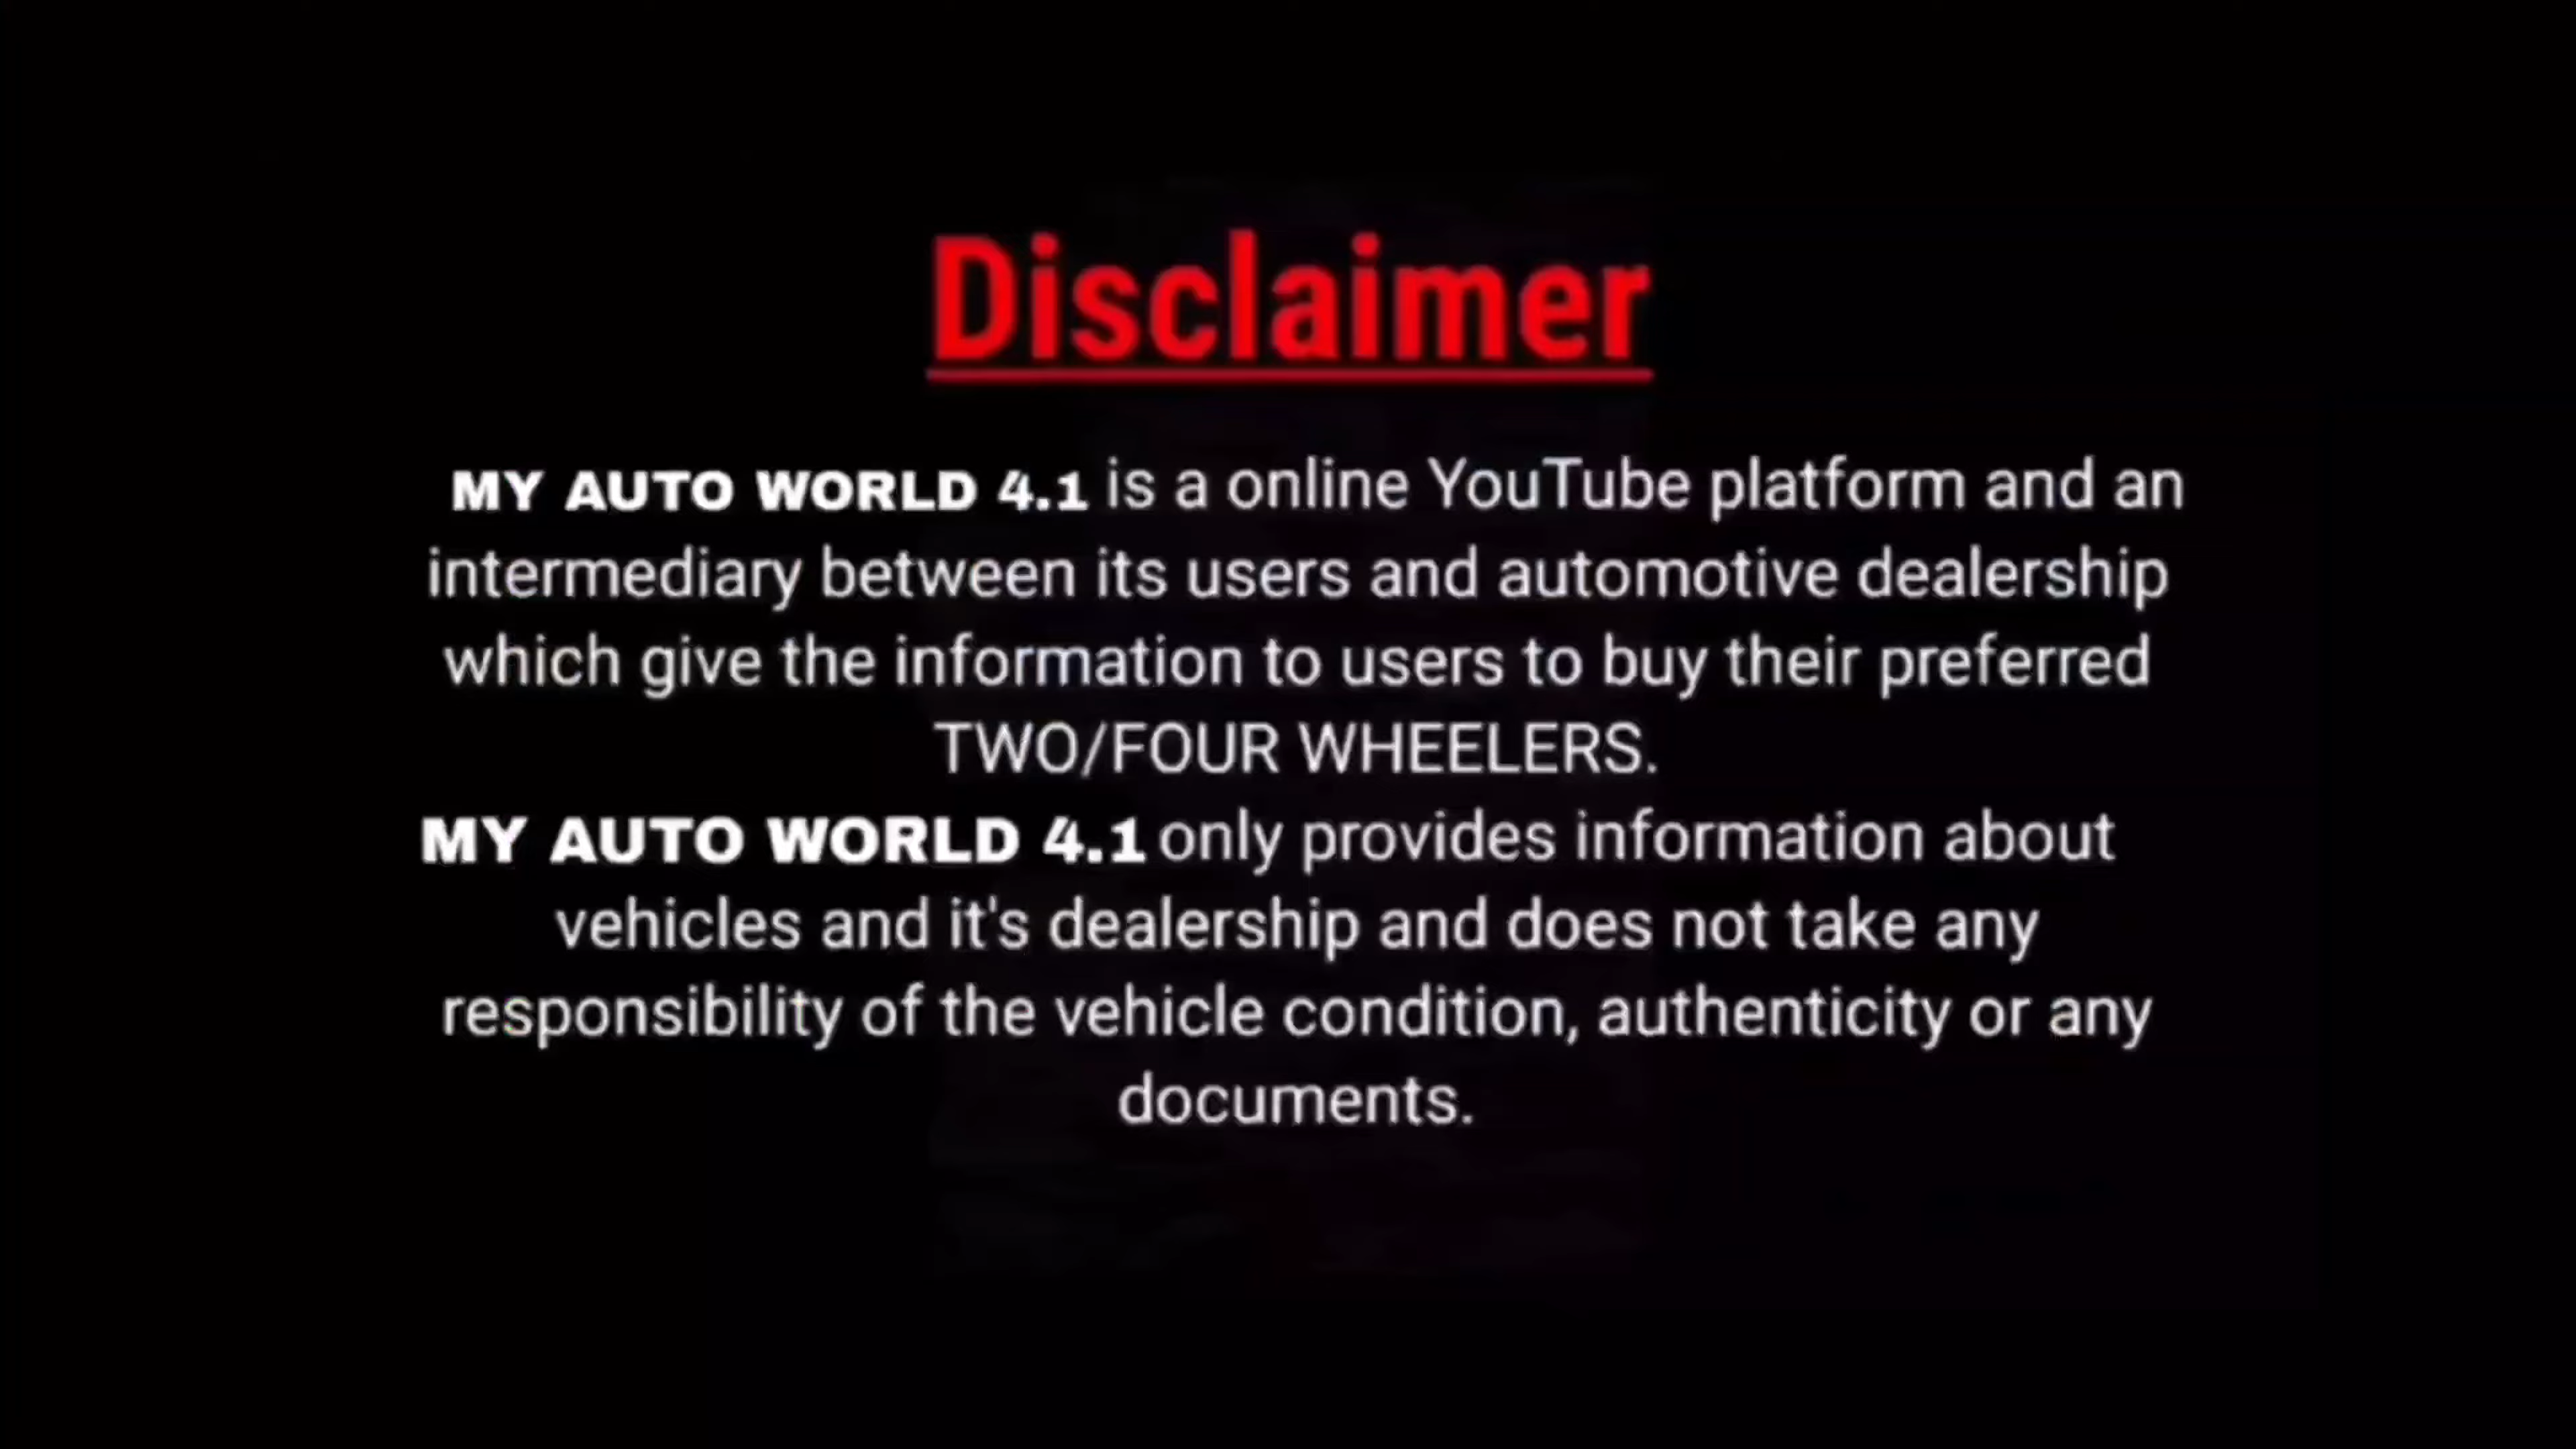 Disclaimer
MY AUTO WORLD 4.1 is a online YouTube platform and an
intermediary between its users and automotive dealership
which give the information to users to buy their preferred
TWO/FOUR WHEELERS.
MY AUTO WORLD 4.1 only provides information about
vehicles and it's dealership and does not take any
responsibility of the vehicle condition, authenticity or any
documents.